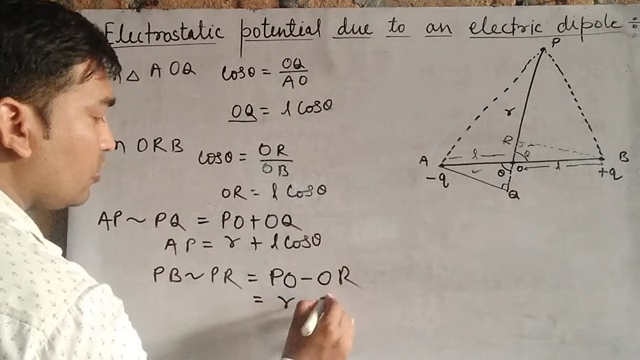 Electrostatic potential due to an electric dipole ÷
△ AOQ cosθ = OQ/AO
OQ = l cosθ
ORB cosθ = OR/OB
OR = l cosθ
AP ~ PQ = PO + OQ
AP = r + l cosθ
PB ~ PR = PO - OR
= r
P
r
R
A l θ θ O l B
-q +q
Q